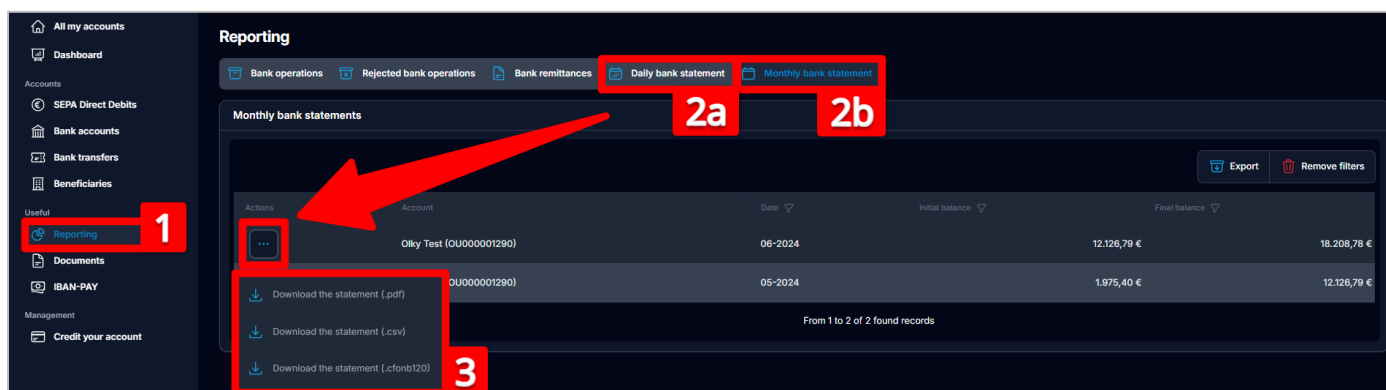 All my accounts
Dashboard
Accounts
SEPA Direct Debits
Bank accounts
Bank transfers
Beneficiaries
Useful
Reporting
1
Documents
IBAN-PAY
Management
Credit your account
Reporting
Bank operations Rejected bank operations Bank remittances Daily bank statement Monthly bank statement
2a 2b
Monthly bank statements
Export Remove filters
Actions Account Date Initial balance Final balance
... Olky Test (OU000001290) 06-2024 12.126,79 € 18.208,78 €
OU000001290) 05-2024 1.975,40 € 12.126,79 €
Download the statement (.pdf)
From 1 to 2 of 2 found records
Download the statement (.csv)
Download the statement (.cfonb120)
3